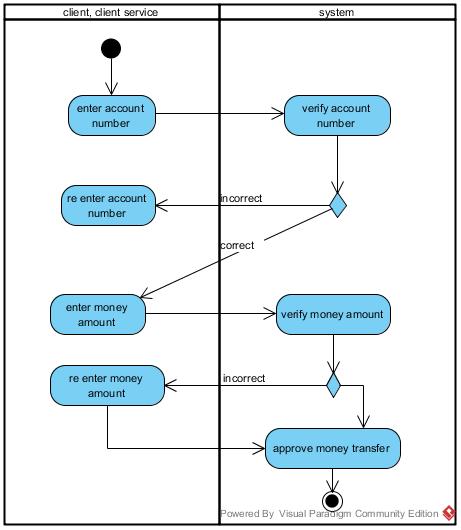 client, client service
system
enter account
number
verify account
number
re enter account
number
incorrect
correct
enter money
amount
verify money amount
re enter money
amount
incorrect
approve money transfer
Powered By Visual Paradigm Community Edition